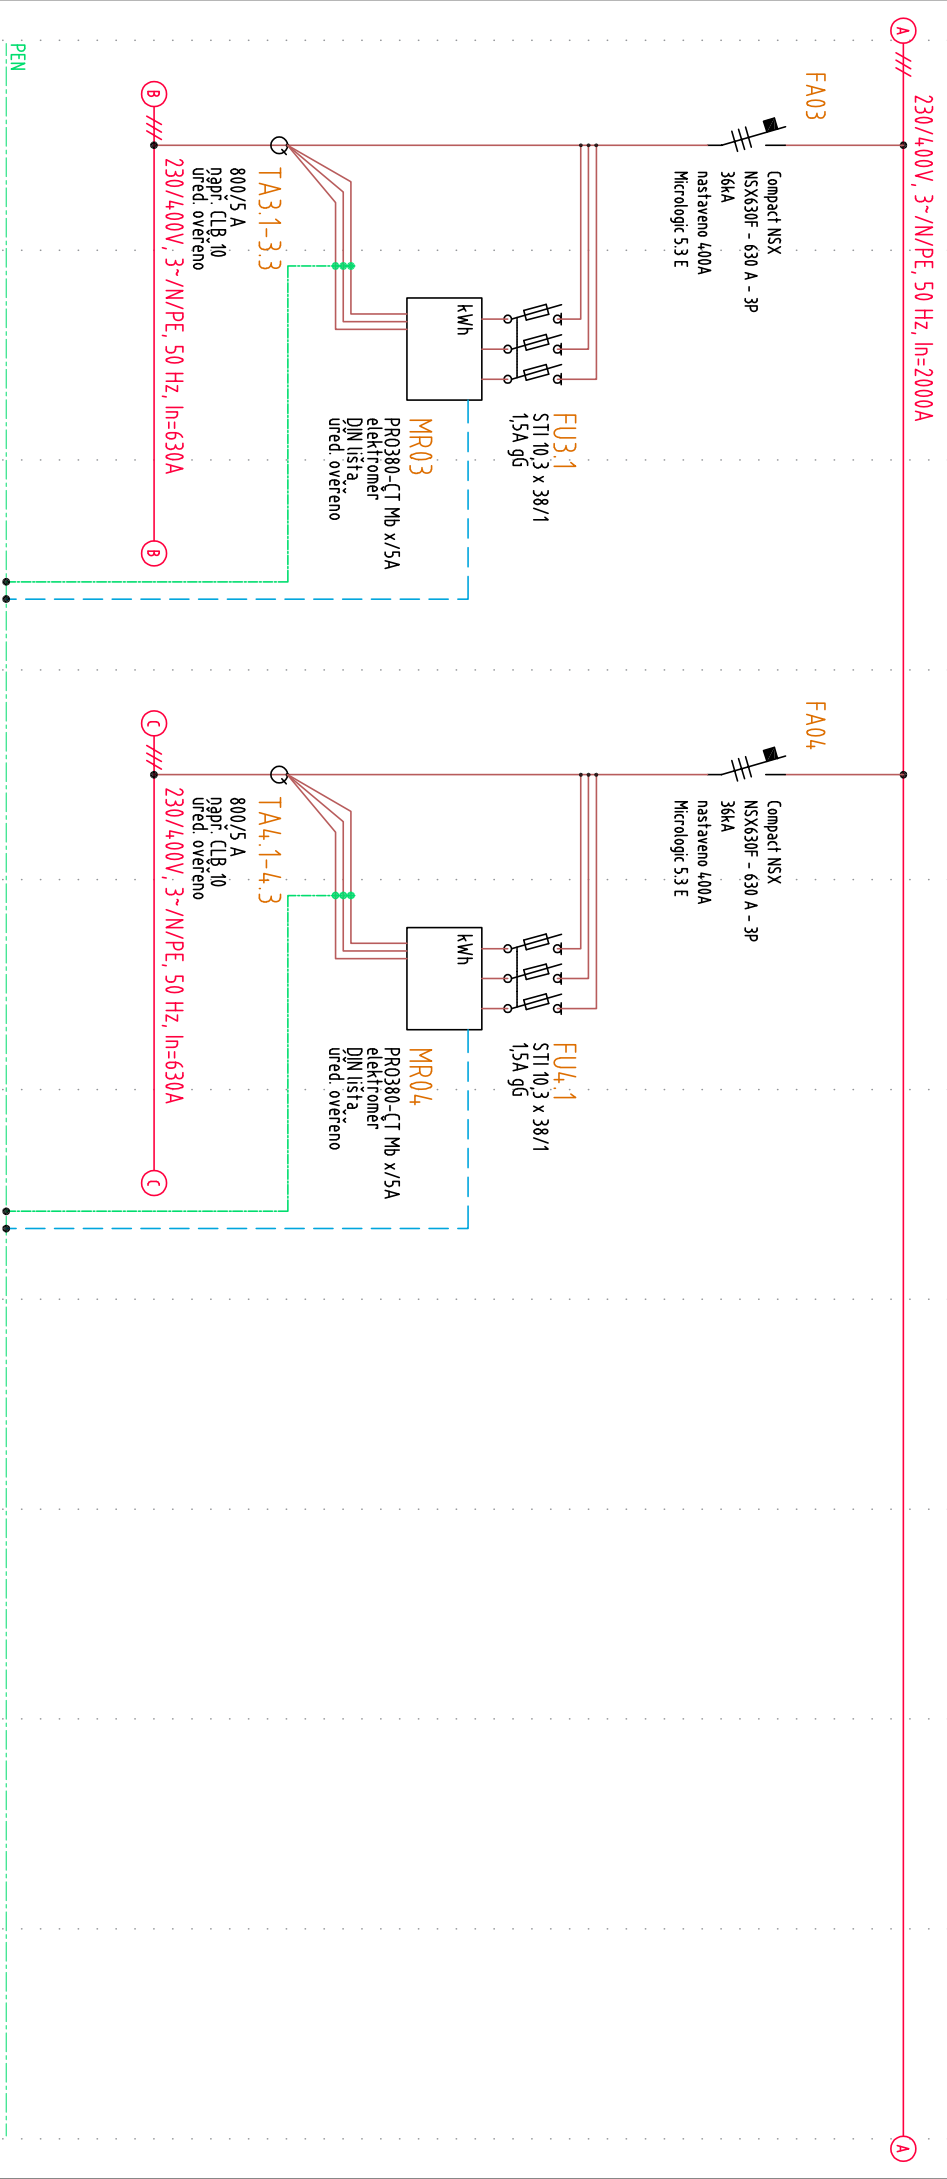 A
230/400V, 3~/N/PE, 50 Hz, In=2000A
A
FA03
Compact NSX
NSX630F - 630 A - 3P
36kA
nastaveno 400A
Micrologic 5.3 E
FU3.1
STI 10,3 x 38/1
1,5A gG
kWh
MR03
PRO380-CT Mb x/5A
elektroměr
DIN lišta
úřed. ověřeno
TA3.1-3.3
800/5 A
např. CLB 10
úřed. ověřeno
B
230/400V, 3~/N/PE, 50 Hz, In=630A
B
FA04
Compact NSX
NSX630F - 630 A - 3P
36kA
nastaveno 400A
Micrologic 5.3 E
FU4.1
STI 10,3 x 38/1
1,5A gG
kWh
MR04
PRO380-CT Mb x/5A
elektroměr
DIN lišta
úřed. ověřeno
TA4.1-4.3
800/5 A
např. CLB 10
úřed. ověřeno
C
230/400V, 3~/N/PE, 50 Hz, In=630A
C
PEN